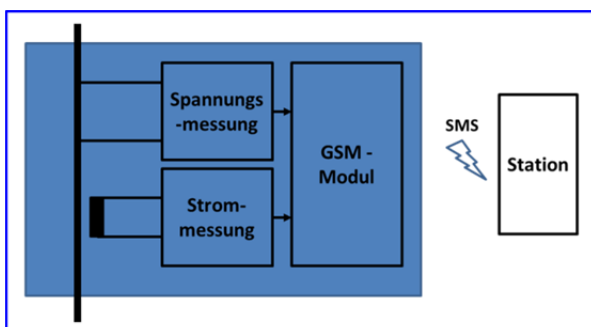 Spannungs
-messung
Strom-
messung
GSM -
Modul
SMS
Station